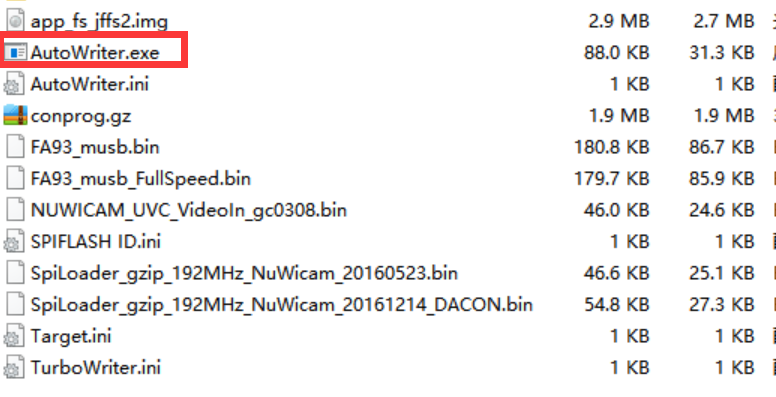 app_fs_jffs2.img 2.9 MB 2.7 MB
AutoWriter.exe 88.0 KB 31.3 KB
AutoWriter.ini 1 KB 1 KB
conprog.gz 1.9 MB 1.9 MB
FA93_musb.bin 180.8 KB 86.7 KB
FA93_musb_FullSpeed.bin 179.7 KB 85.9 KB
NUWICAM_UVC_VideoIn_gc0308.bin 46.0 KB 24.6 KB
SPIFLASH ID.ini 1 KB 1 KB
SpiLoader_gzip_192MHz_NuWicam_20160523.bin 46.6 KB 25.1 KB
SpiLoader_gzip_192MHz_NuWicam_20161214_DACON.bin 54.8 KB 27.3 KB
Target.ini 1 KB 1 KB
TurboWriter.ini 1 KB 1 KB